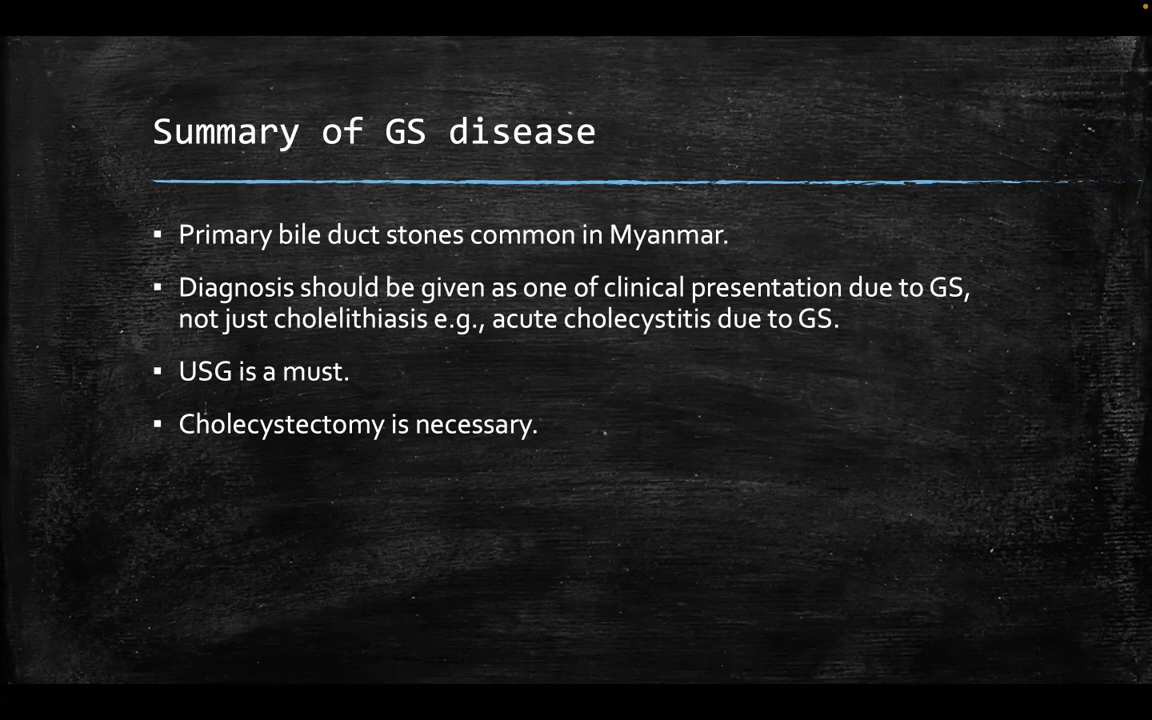 Summary of GS disease
▪ Primary bile duct stones common in Myanmar.
▪ Diagnosis should be given as one of clinical presentation due to GS,
not just cholelithiasis e.g., acute cholecystitis due to GS.
▪ USG is a must.
▪ Cholecystectomy is necessary.